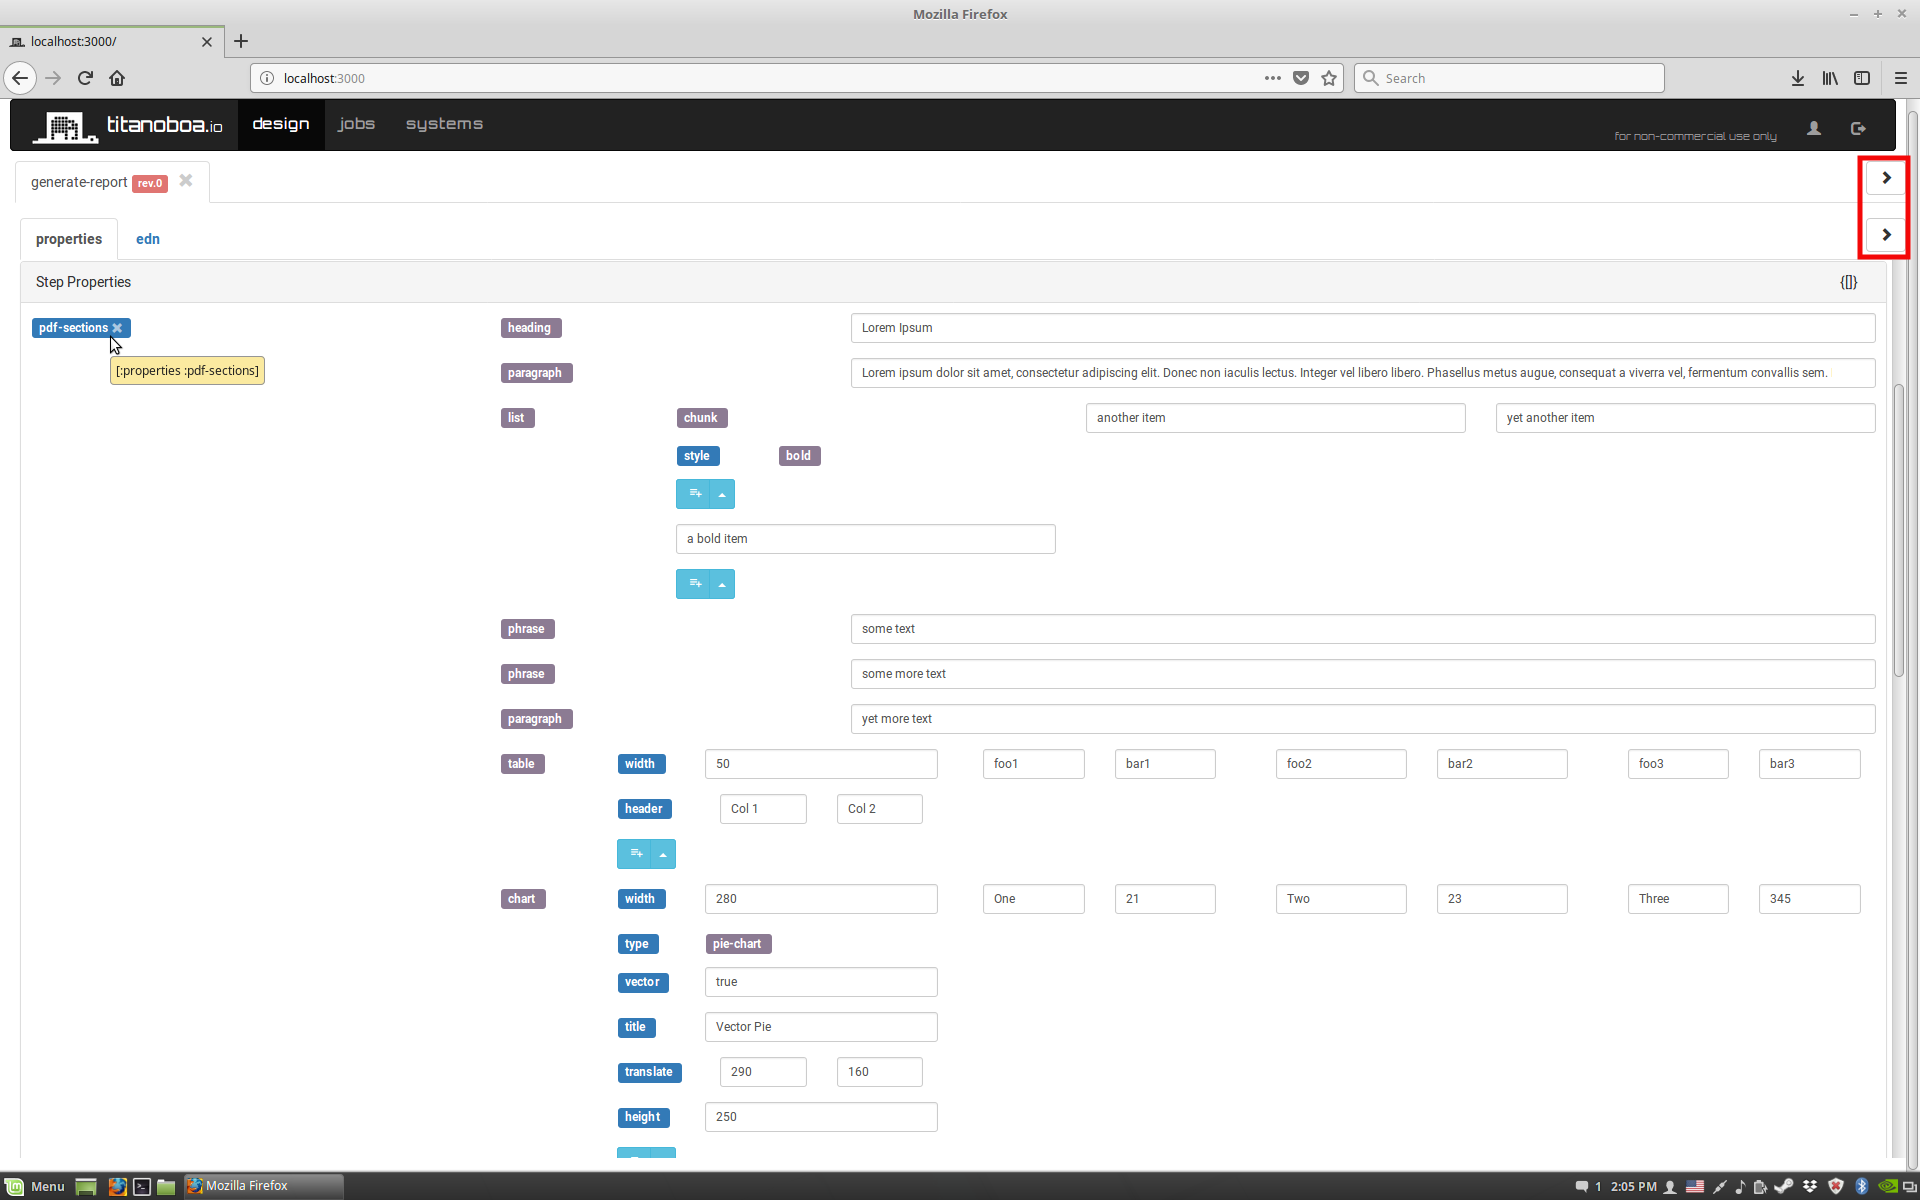 Mozilla Firefox
localhost:3000/
localhost:3000
Search
titanoboa.io design jobs systems
for non-commercial use only
generate-report rev.0
properties edn
Step Properties {[]}
pdf-sections heading Lorem Ipsum
[:properties :pdf-sections]
paragraph Lorem ipsum dolor sit amet, consectetur adipiscing elit. Donec non iaculis lectus. Integer vel libero libero. Phasellus metus augue, consequat a viverra vel, fermentum convallis sem.
list chunk another item yet another item
style bold
a bold item
phrase some text
phrase some more text
paragraph yet more text
table width 50 foo1 bar1 foo2 bar2 foo3 bar3
header Col 1 Col 2
chart width 280 One 21 Two 23 Three 345
type pie-chart
vector true
title Vector Pie
translate 290 160
height 250
Menu Mozilla Firefox 1 2:05 PM